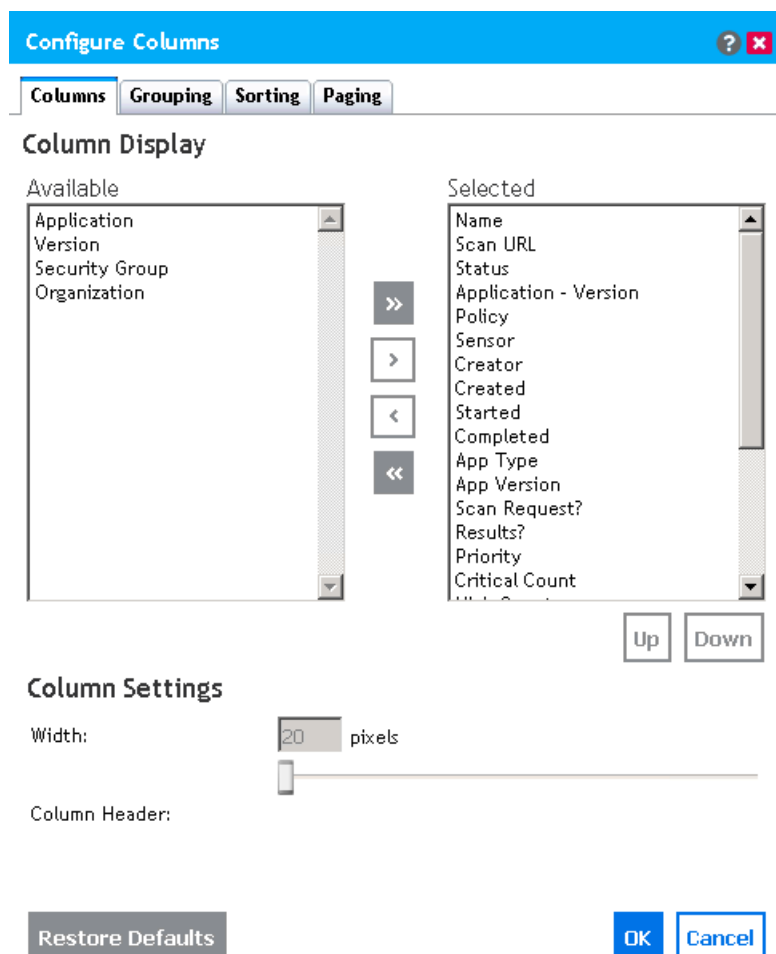 Configure Columns
Columns Grouping Sorting Paging
Column Display
Available
Application
Version
Security Group
Organization
Selected
Name
Scan URL
Status
Application - Version
Policy
Sensor
Creator
Created
Started
Completed
App Type
App Version
Scan Request?
Results?
Priority
Critical Count
Up Down
Column Settings
Width: 20 pixels
Column Header:
Restore Defaults OK Cancel